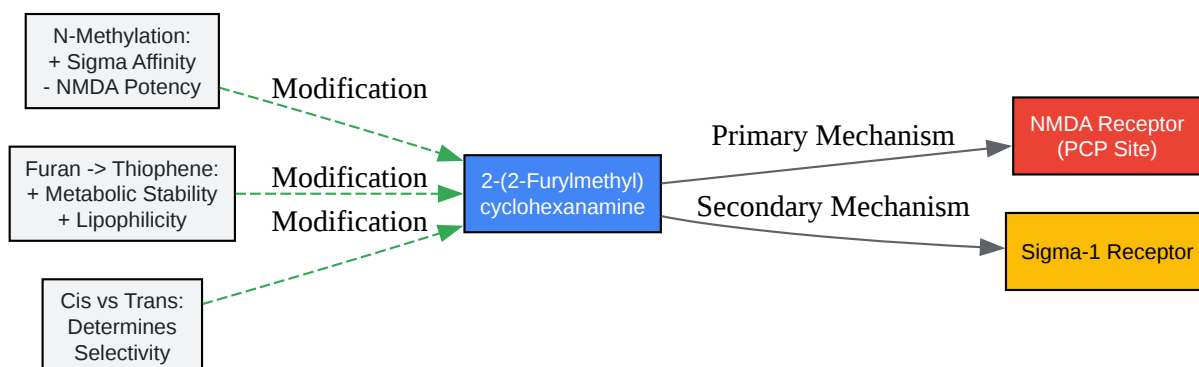 N-Methylation:
+ Sigma Affinity
- NMDA Potency
Modification
Furan -> Thiophene:
+ Metabolic Stability
+ Lipophilicity
Modification
Modification
Cis vs Trans:
Determines
Selectivity
2-(2-Furylmethyl)
cyclohexanamine
Primary Mechanism
Secondary Mechanism
NMDA Receptor
(PCP Site)
Sigma-1 Receptor